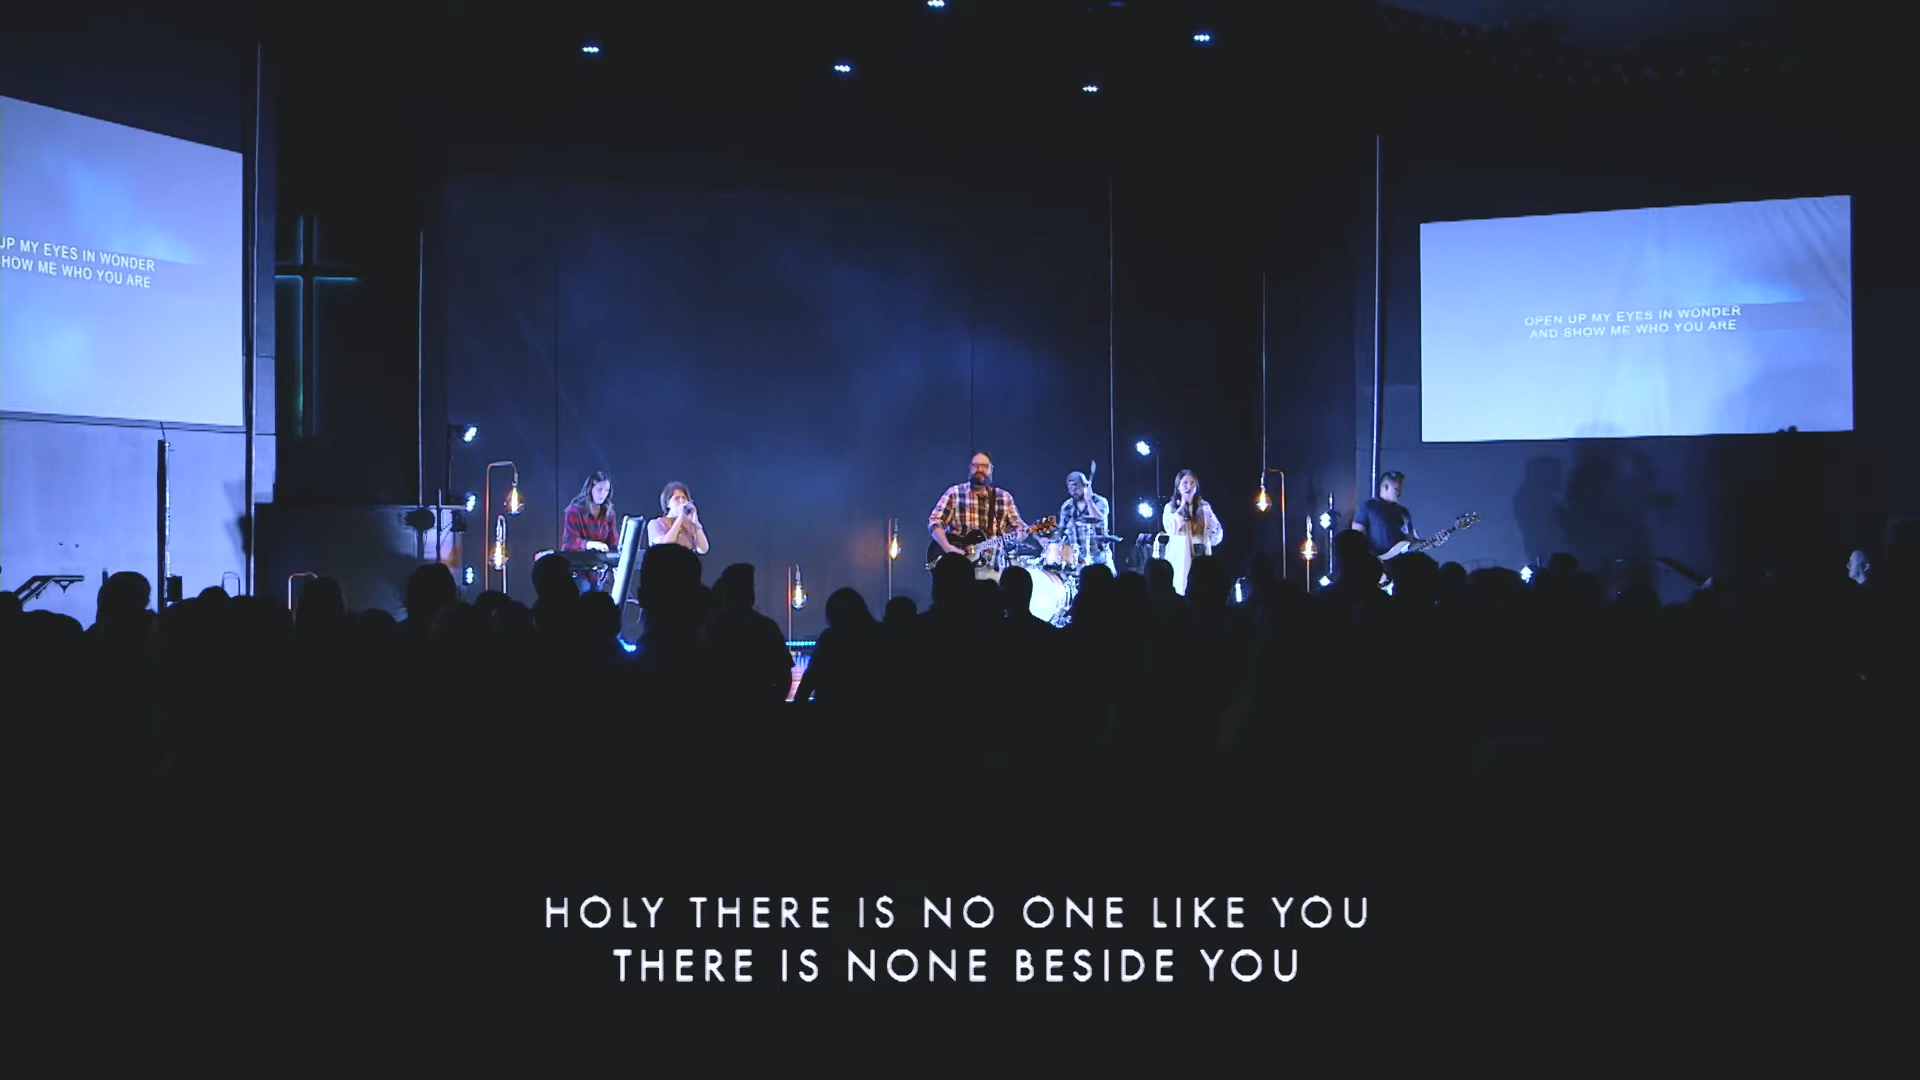 UP MY EYES IN WONDER
HOW ME WHO YOU ARE
OPEN UP MY EYES IN WONDER
AND SHOW ME WHO YOU ARE
HOLY THERE IS NO ONE LIKE YOU
THERE IS NONE BESIDE YOU